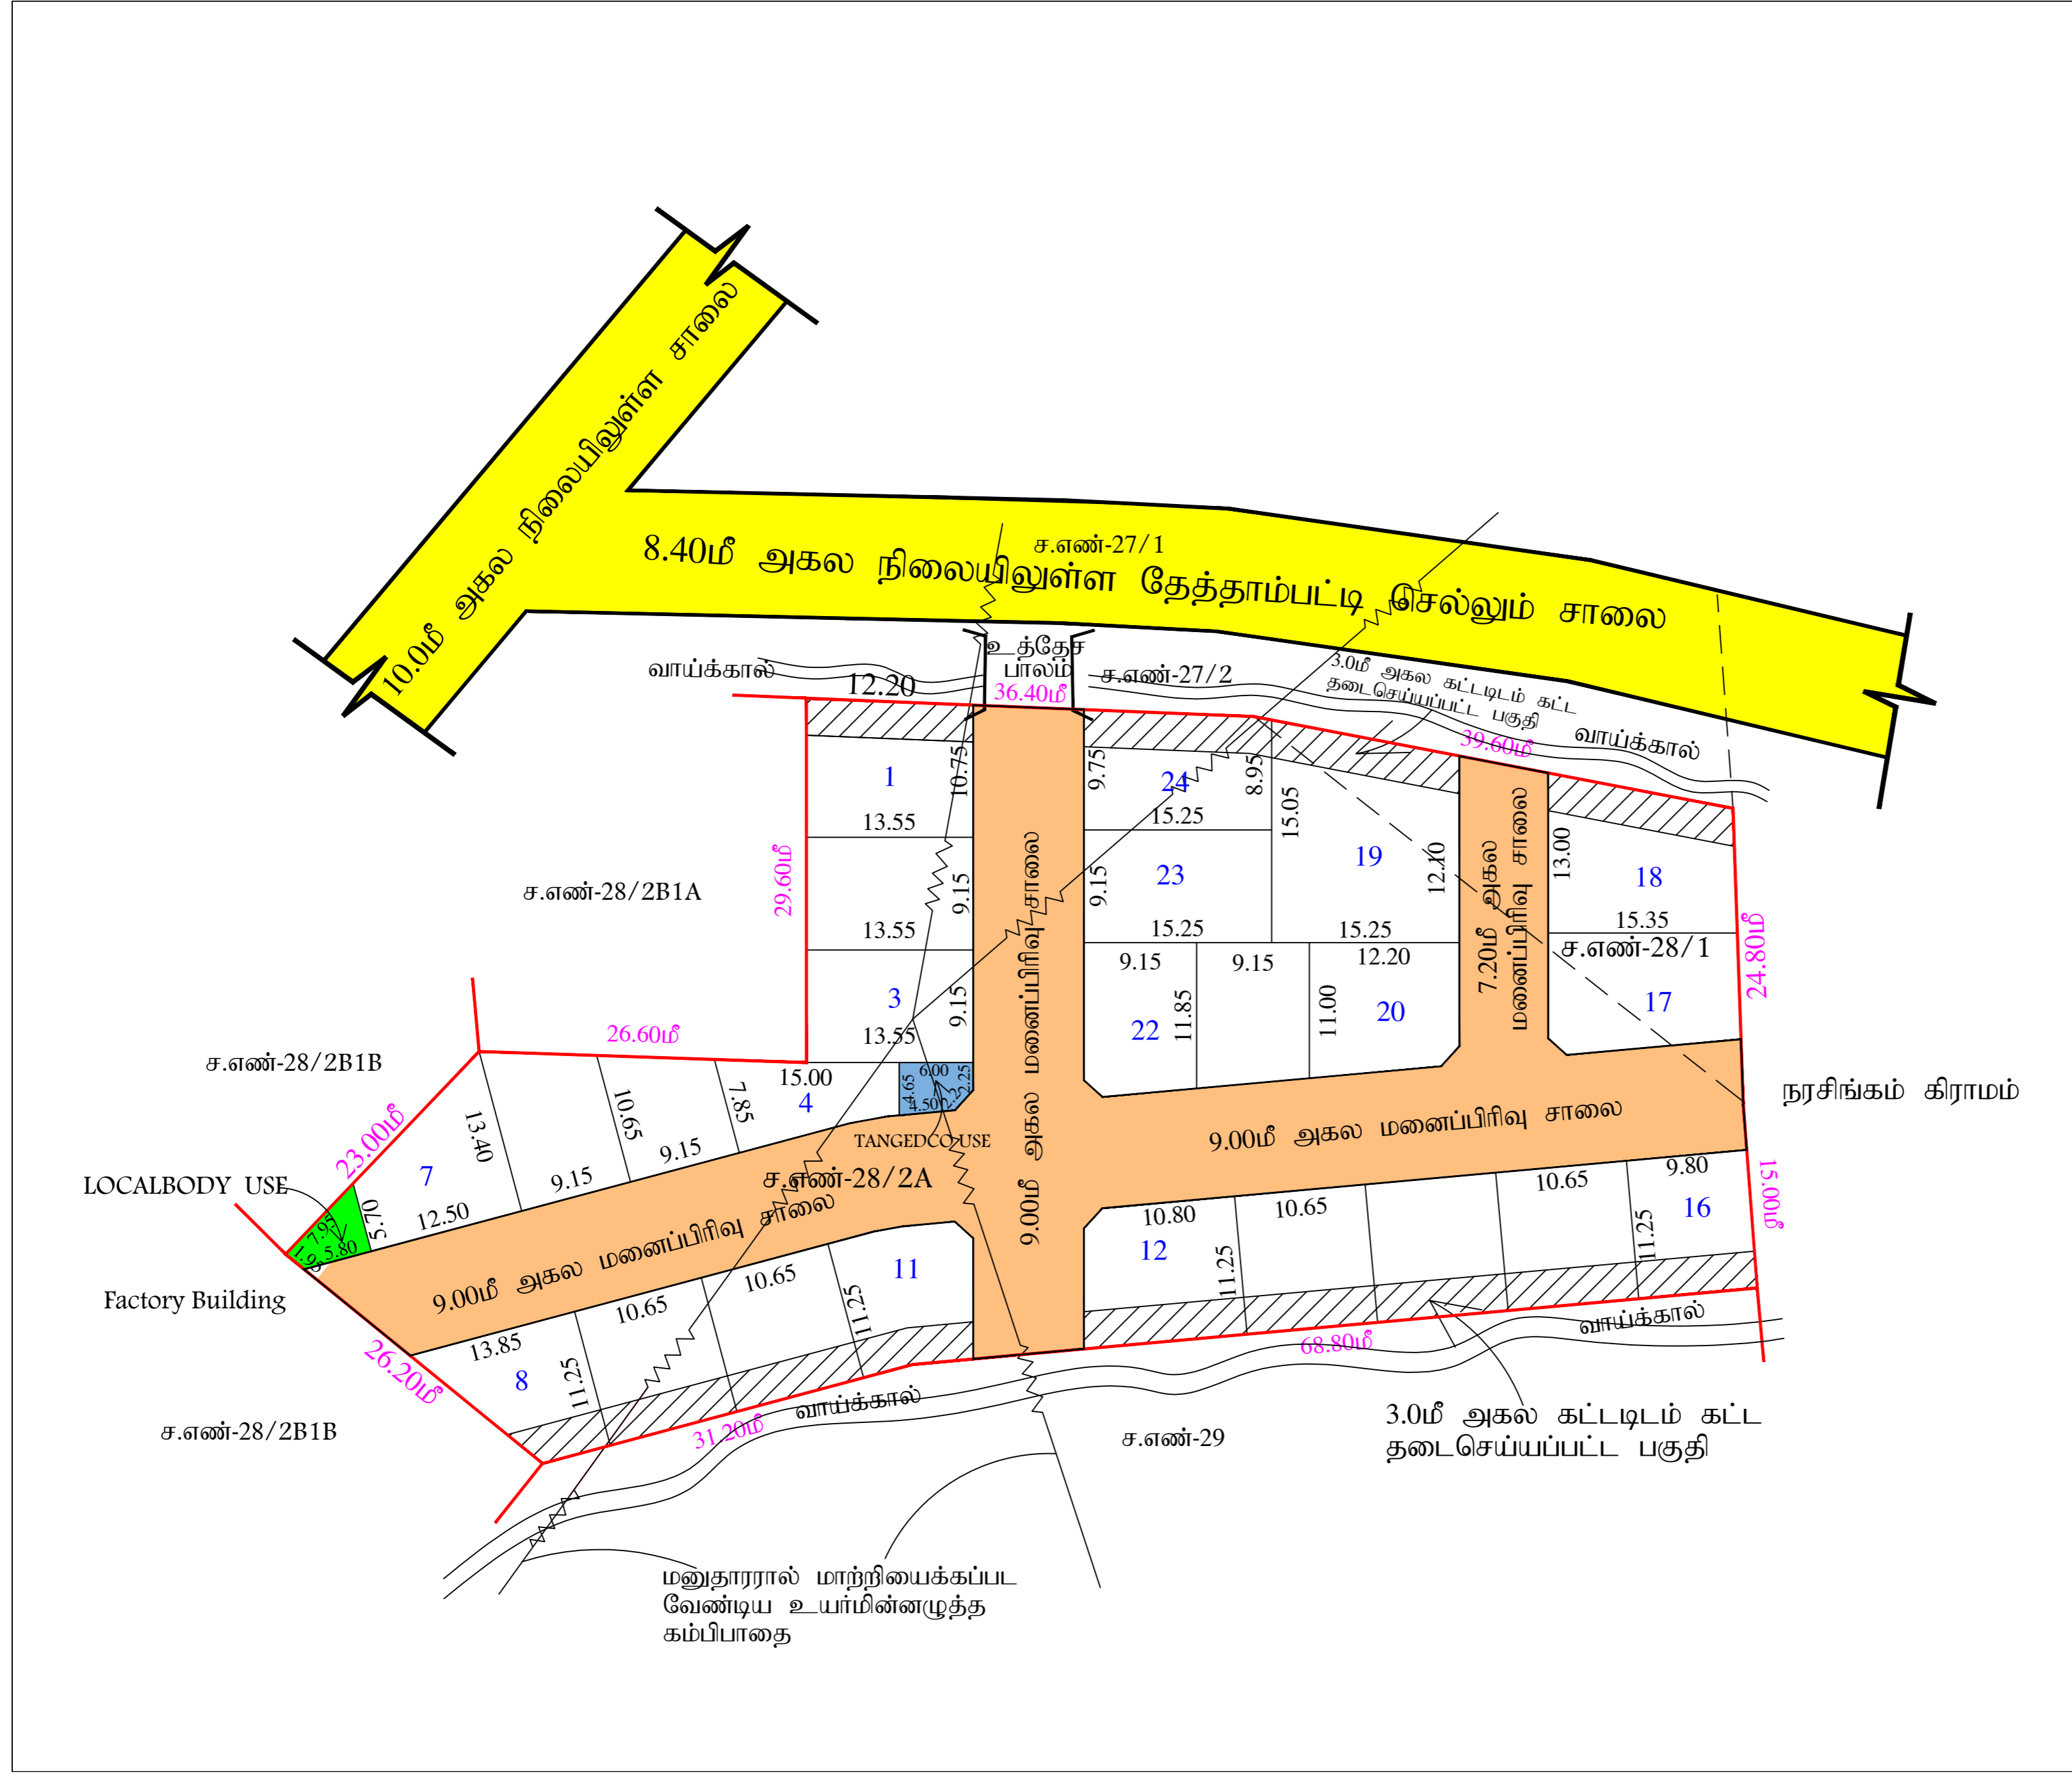 10.0மீ அகல நிலையிலுள்ள சாலை
ச.எண்-27/1
8.40மீ அகல நிலையிலுள்ள தேத்தாம்பட்டி செல்லும் சாலை
உத்தேச
பாலம்
36.40மீ
வாய்க்கால்
12.20
ச.எண்-27/2
3.0மீ அகல கட்டடிடம் கட்ட
தடைசெய்யப்பட்ட பகுதி
39.60மீ
வாய்க்கால்
1
10.75
13.55
9.15
13.55
3
9.15
13.55
29.60மீ
ச.எண்-28/2B1A
9.00மீ அகல மனைப்பிரிவு சாலை
9.75
24
8.95
15.25
15.05
23
9.15
15.25
19
12.10
15.25
9.15
9.15
12.20
22
11.85
11.00
20
7.20மீ அகல
மனைப்பிரிவு சாலை
13.00
18
15.35
ச.எண்-28/1
17
24.80மீ
நரசிங்கம் கிராமம்
26.60மீ
ச.எண்-28/2B1B
23.00மீ
13.40
10.65
7.85
15.00
4
4.65
6.00
2.25
4.50
2.2
TANGEDCO USE
7
12.50
9.15
9.15
5.70
LOCALBODY USE
7.95
5.80
1.95
Factory Building
ச.எண்-28/2A
9.00மீ அகல மனைப்பிரிவு சாலை
9.00மீ அகல மனைப்பிரிவு சாலை
26.20மீ
13.85
10.65
10.65
11
8
11.25
11.25
10.80
10.65
10.65
9.80
12
11.25
11.25
16
15.00மீ
ச.எண்-28/2B1B
31.20மீ
வாய்க்கால்
68.80மீ
வாய்க்கால்
ச.எண்-29
3.0மீ அகல கட்டடிடம் கட்ட
தடைசெய்யப்பட்ட பகுதி
மனுதாரரால் மாற்றியைக்கப்பட
வேண்டிய உயர்மின்னழுத்த
கம்பிபாதை